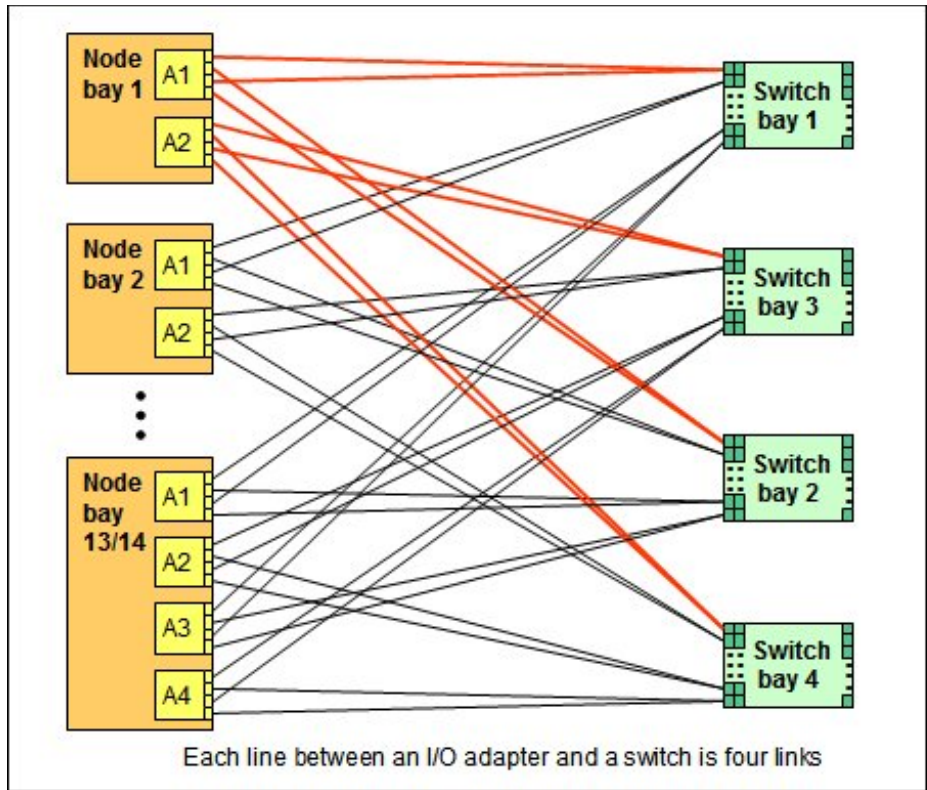 Node
bay 1
A1
A2
Node
bay 2
A1
A2
Node
bay
13/14
A1
A2
A3
A4
Switch
bay 1
Switch
bay 3
Switch
bay 2
Switch
bay 4
Each line between an I/O adapter and a switch is four links